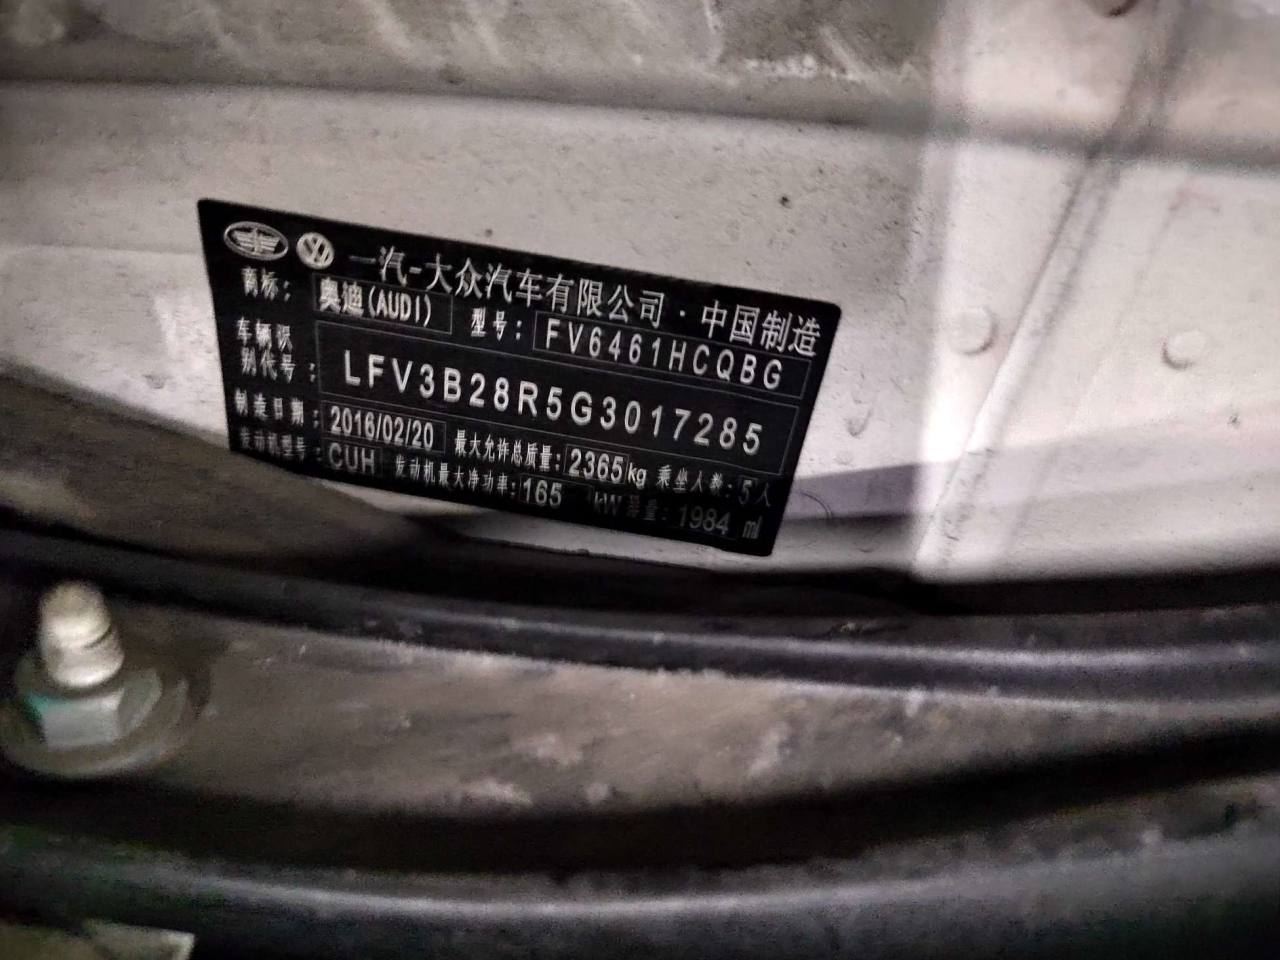 一汽-大众汽车有限公司·中国制造
商标: 奥迪(AUDI) 型号: FV6461HCQBG
车辆识别代号: LFV3B28R5G3017285
制造日期: 2016/02/20 最大允许总质量: 2365kg 乘坐人数: 5人
发动机型号: CUH 发动机最大净功率: 165 kW 排量: 1984 ml